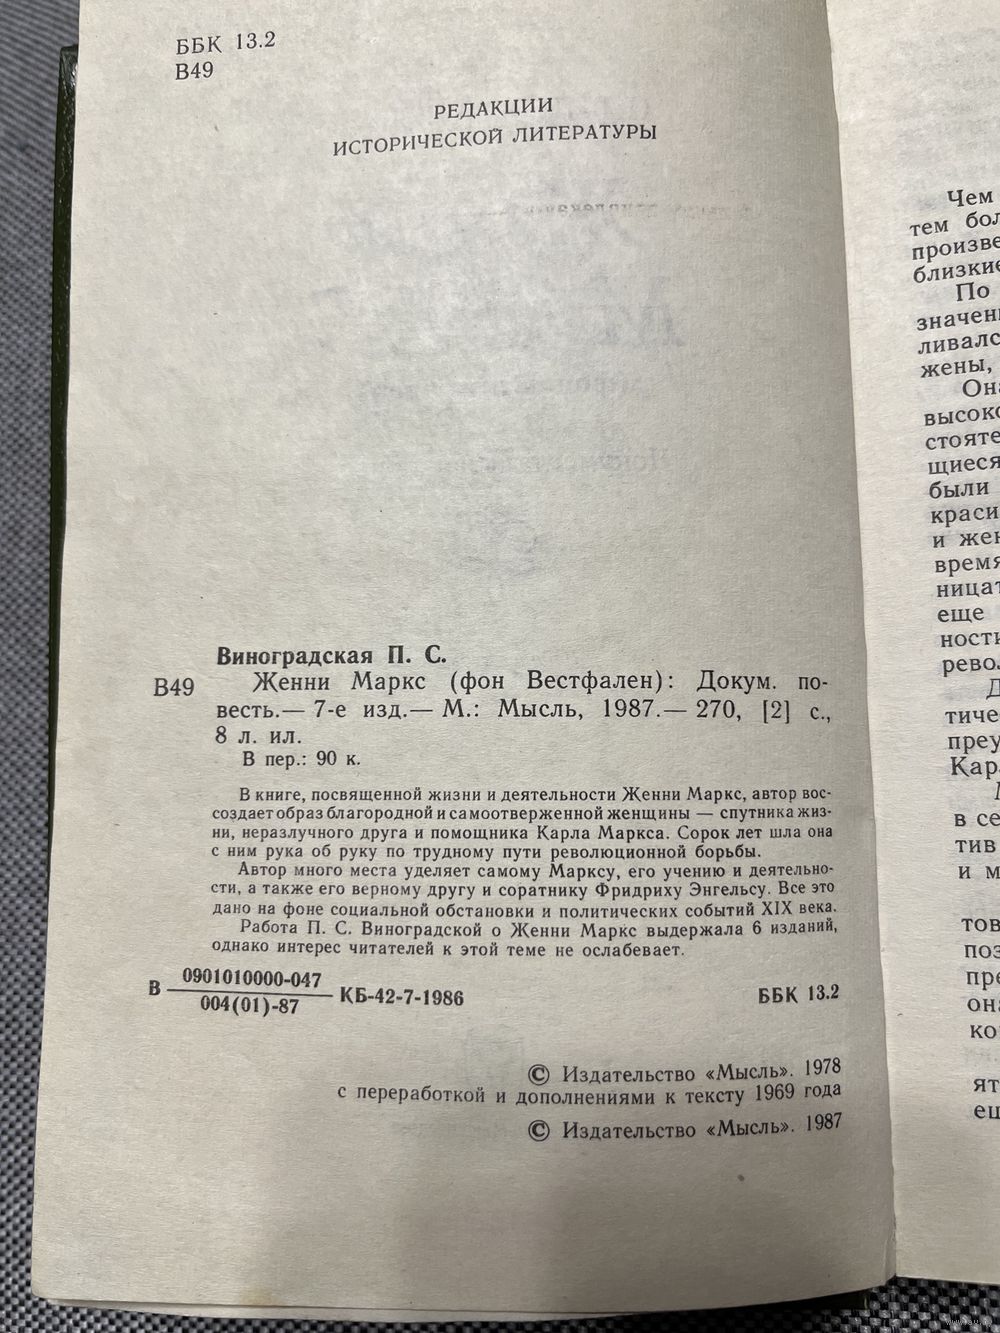 ББК 13.2
В49
РЕДАКЦИИ
ИСТОРИЧЕСКОЙ ЛИТЕРАТУРЫ
Виноградская П. С.
В49 Женни Маркс (фон Вестфален): Докум. по-
весть.— 7-е изд.— М.: Мысль, 1987.— 270, [2] с.,
8 л. ил.
В пер.: 90 к.
В книге, посвященной жизни и деятельности Женни Маркс, автор вос-
создает образ благородной и самоотверженной женщины — спутника жиз-
ни, неразлучного друга и помощника Карла Маркса. Сорок лет шла она
с ним рука об руку по трудному пути революционной борьбы.
Автор много места уделяет самому Марксу, его учению и деятельно-
сти, а также его верному другу и соратнику Фридриху Энгельсу. Все это
дано на фоне социальной обстановки и политических событий XIX века.
Работа П. С. Виноградской о Женни Маркс выдержала 6 изданий,
однако интерес читателей к этой теме не ослабевает.
В 0901010000-047
004(01)-87 КБ-42-7-1986
ББК 13.2
© Издательство «Мысль». 1978
с переработкой и дополнениями к тексту 1969 года
© Издательство «Мысль». 1987
Чем
тем бол
произве
близкие
По
значени
ливалс
жены,
Она
высоко
стояте
щиеся
были
краси
и жен
время
ницат
еще
ности
рево
Д
тиче
преу
Кар
в се
тив
и м
тов
поз
пре
она
ко
ят
ещ